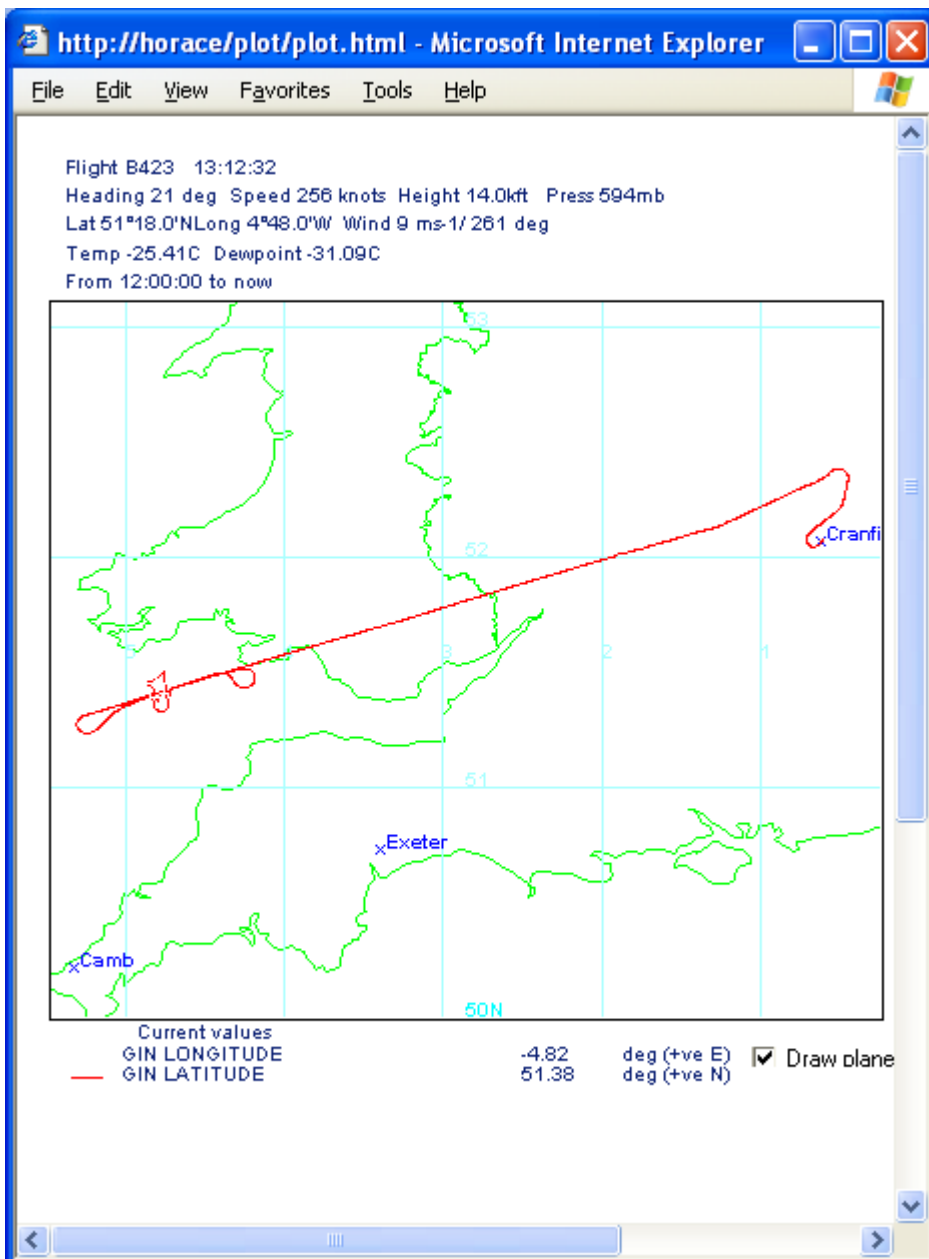 http://horace/plot/plot.html - Microsoft Internet Explorer
File Edit View Favorites Tools Help
Flight B423 13:12:32
Heading 21 deg Speed 256 knots Height 14.0kft Press 594mb
Lat 51°18.0'NLong 4°48.0'W Wind 9 ms-1/ 261 deg
Temp -25.41C Dewpoint -31.09C
From 12:00:00 to now
53
Cranfi
52
5 3 2 1
51
Exeter
Camb
50N
Current values
GIN LONGITUDE -4.82 deg (+ve E)
GIN LATITUDE 51.38 deg (+ve N)
Draw plane